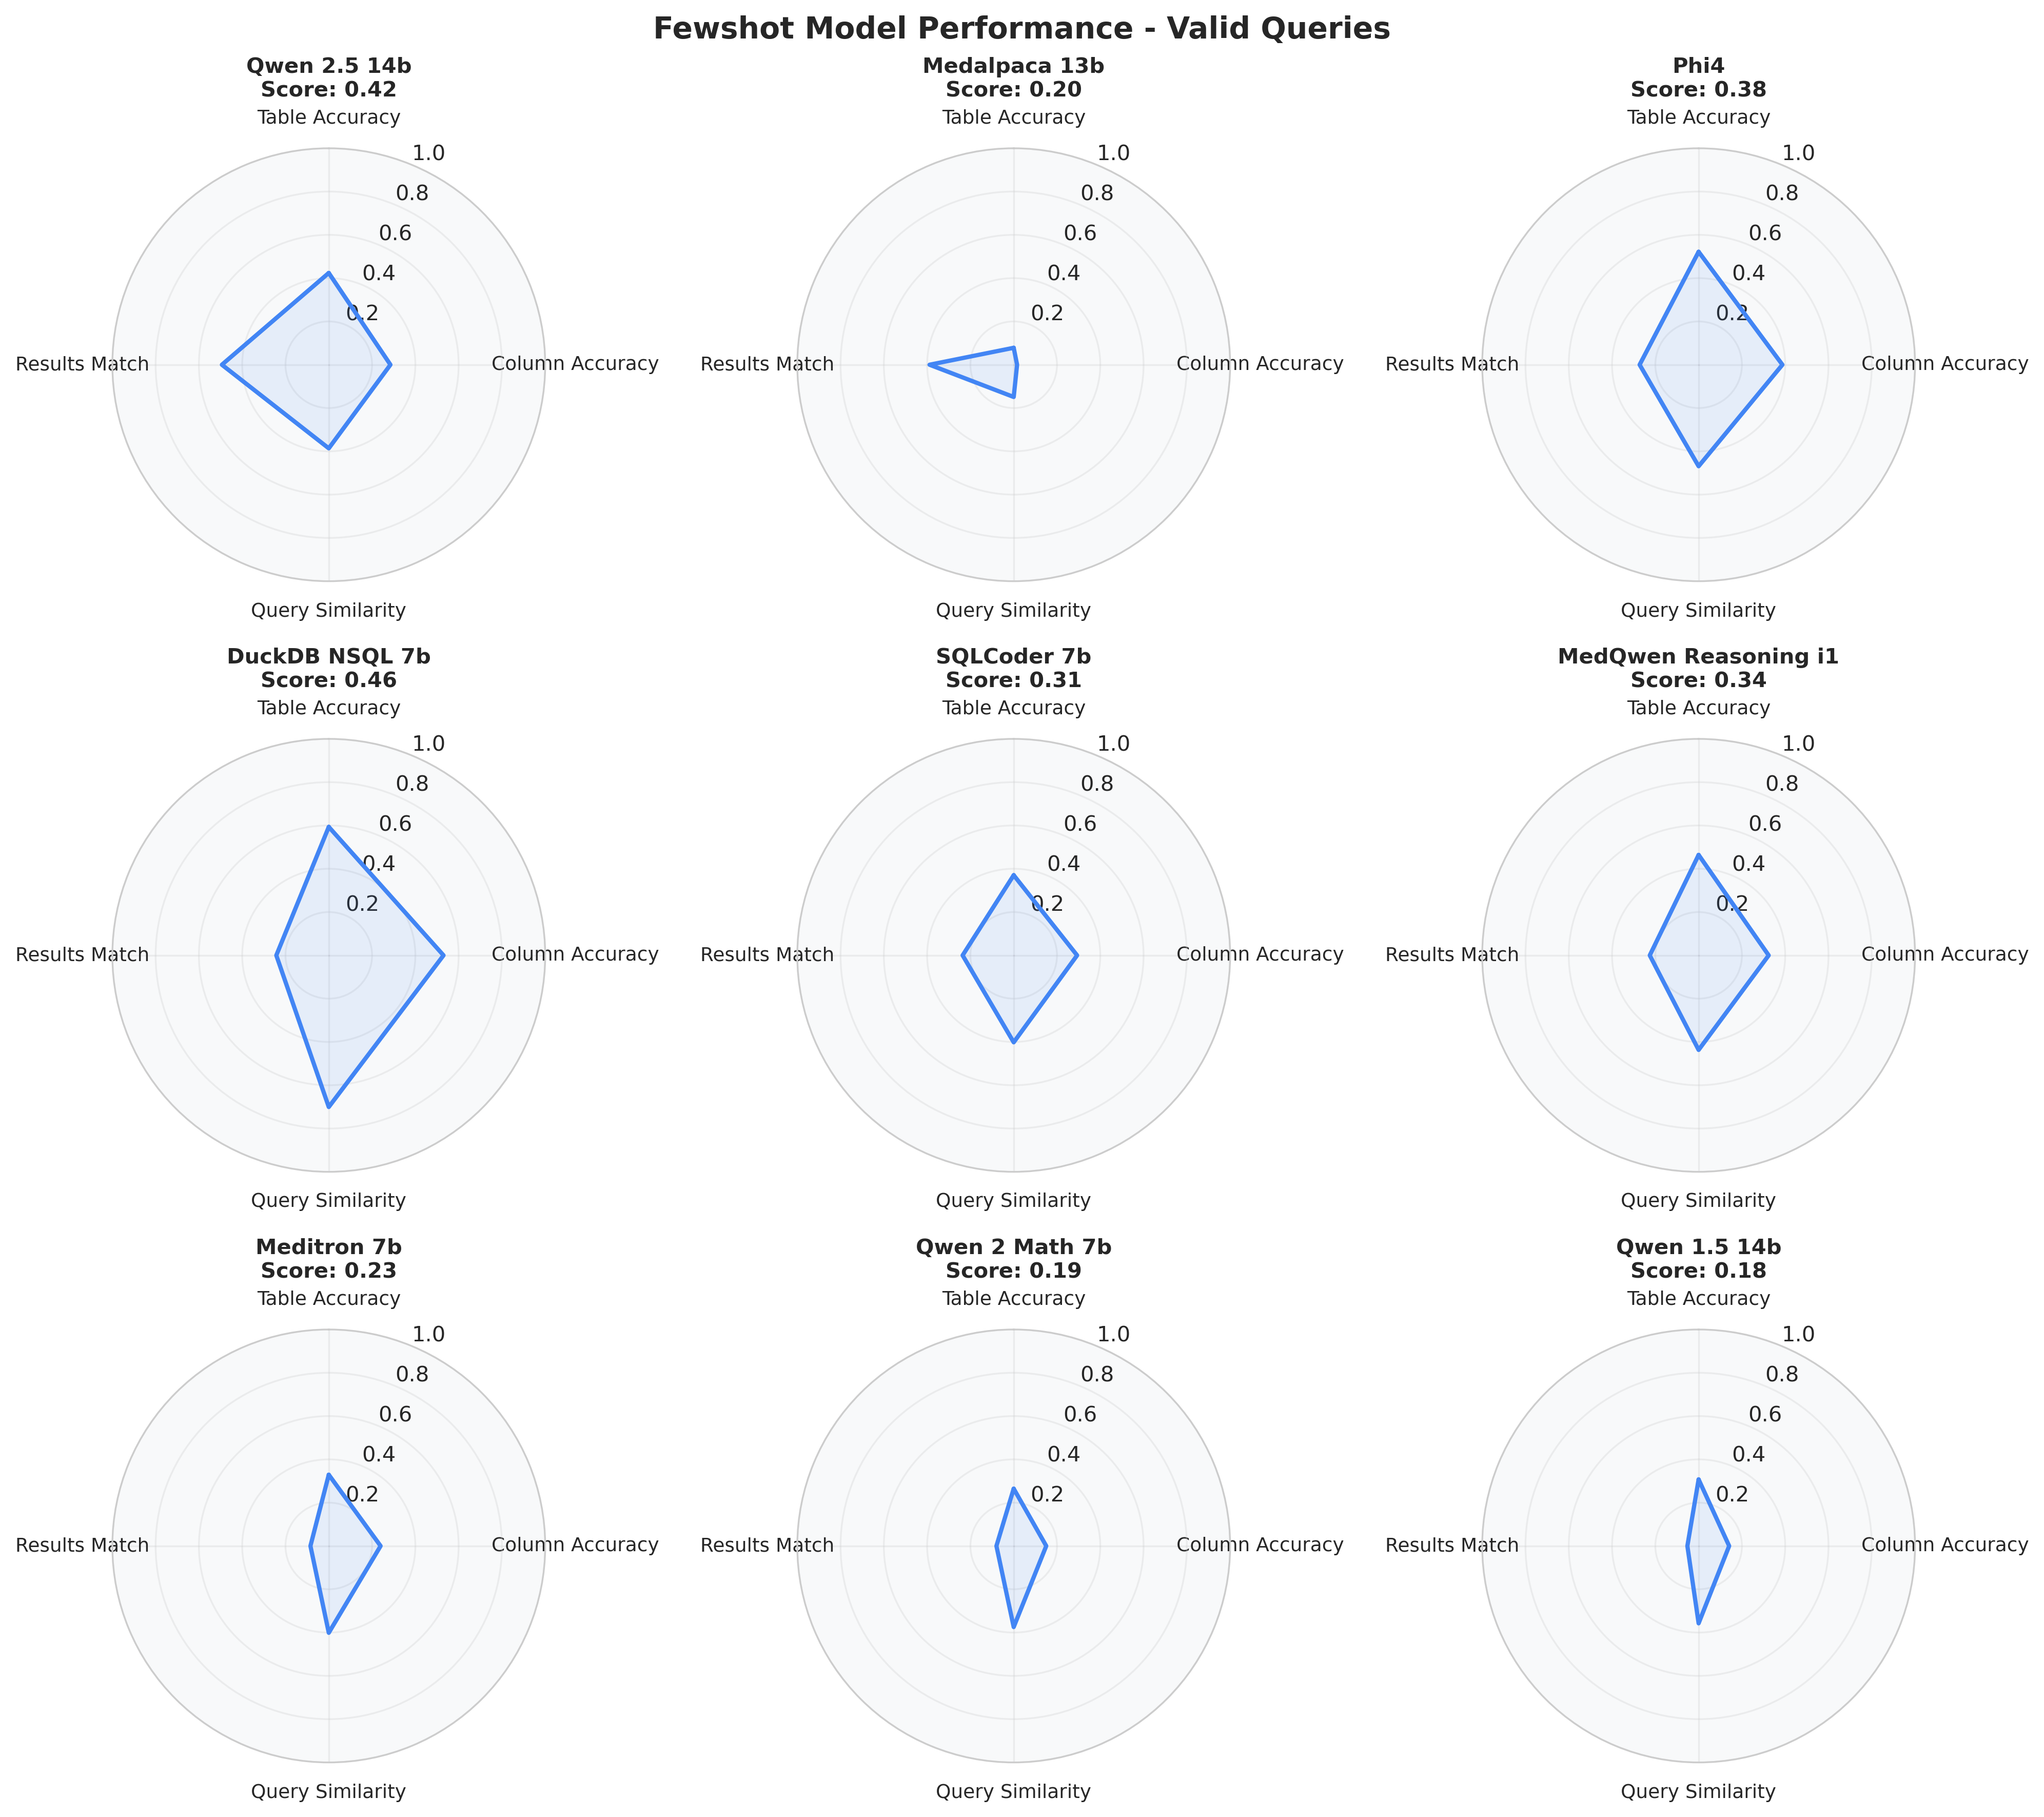 Fewshot Model Performance - Valid Queries
Qwen 2.5 14b
Score: 0.42
Table Accuracy
1.0
0.8
0.6
0.4
0.2
Results Match
Column Accuracy
Query Similarity
Medalpaca 13b
Score: 0.20
Table Accuracy
1.0
0.8
0.6
0.4
0.2
Results Match
Column Accuracy
Query Similarity
Phi4
Score: 0.38
Table Accuracy
1.0
0.8
0.6
0.4
0.2
Results Match
Column Accuracy
Query Similarity
DuckDB NSQL 7b
Score: 0.46
Table Accuracy
1.0
0.8
0.6
0.4
0.2
Results Match
Column Accuracy
Query Similarity
SQLCoder 7b
Score: 0.31
Table Accuracy
1.0
0.8
0.6
0.4
0.2
Results Match
Column Accuracy
Query Similarity
MedQwen Reasoning i1
Score: 0.34
Table Accuracy
1.0
0.8
0.6
0.4
0.2
Results Match
Column Accuracy
Query Similarity
Meditron 7b
Score: 0.23
Table Accuracy
1.0
0.8
0.6
0.4
0.2
Results Match
Column Accuracy
Query Similarity
Qwen 2 Math 7b
Score: 0.19
Table Accuracy
1.0
0.8
0.6
0.4
0.2
Results Match
Column Accuracy
Query Similarity
Qwen 1.5 14b
Score: 0.18
Table Accuracy
1.0
0.8
0.6
0.4
0.2
Results Match
Column Accuracy
Query Similarity